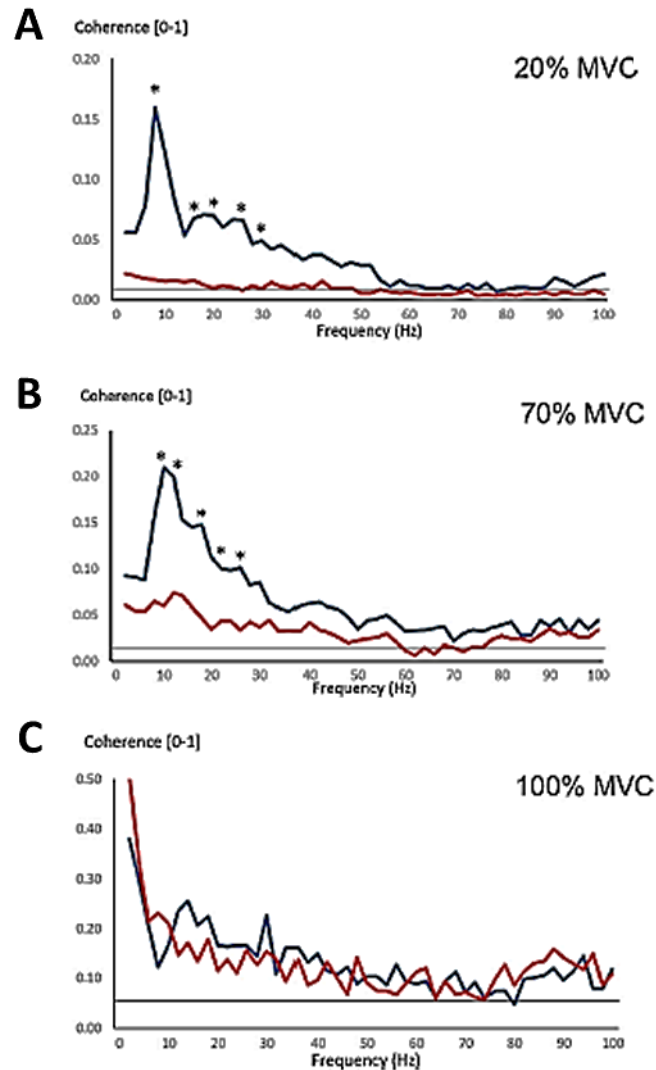 A
Coherence [0-1]
20% MVC
0.20
0.15
0.10
0.05
0.00
* * * * *
0 10 20 30 40 50 60 70 80 90 100
Frequency (Hz)
B
Coherence [0-1]
70% MVC
0.25
0.20
0.15
0.10
0.05
0.00
* * * * *
0 10 20 30 40 50 60 70 80 90 100
Frequency (Hz)
C
Coherence [0-1]
100% MVC
0.50
0.40
0.30
0.20
0.10
0.00
0 10 20 30 40 50 60 70 80 90 100
Frequency (Hz)